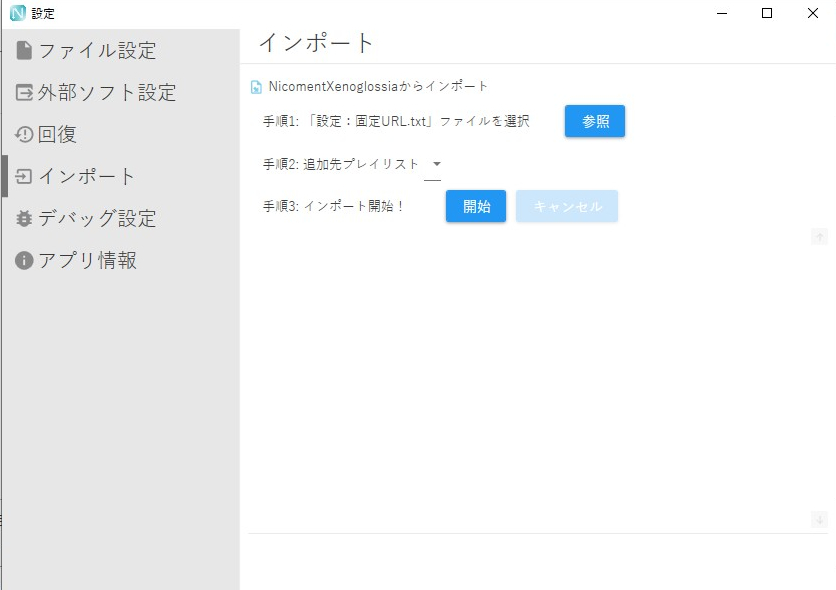 設定
ファイル設定
外部ソフト設定
回復
インポート
デバッグ設定
アプリ情報
インポート
NicomentXenoglossiaからインポート
手順1: 「設定：固定URL.txt」ファイルを選択 参照
手順2: 追加先プレイリスト
手順3: インポート開始！ 開始 キャンセル